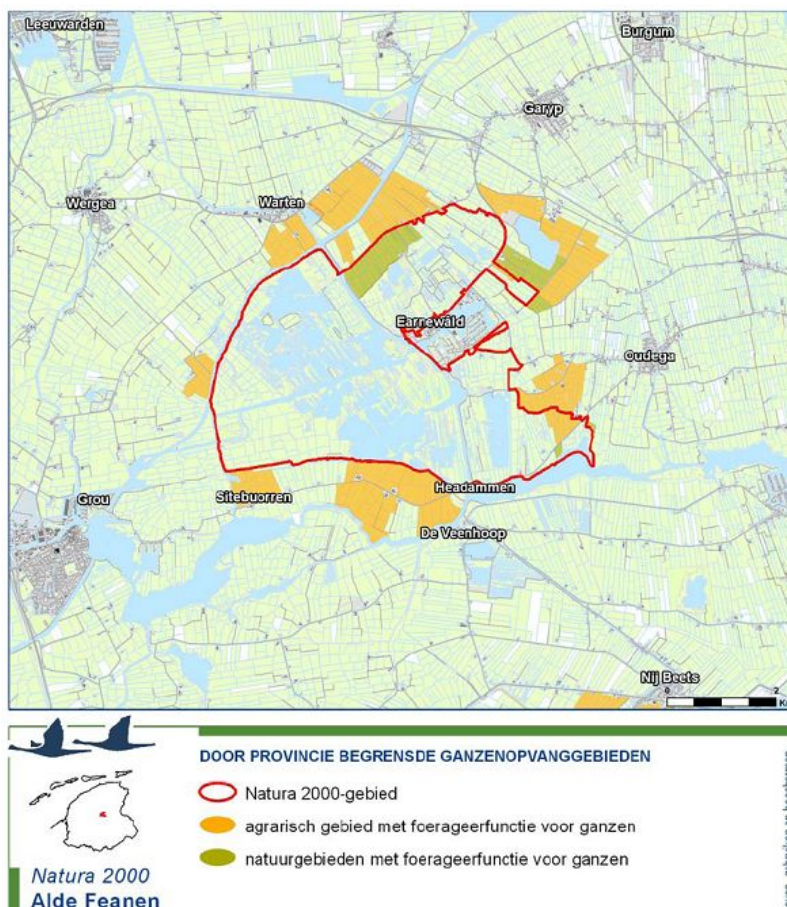 Leeuwarden
Burgum
Garyp
Wergea
Warten
Earnewâld
Oudega
Grou
Sitebuorren
Headammen
De Veenhoop
Nij Beets
0 2
DOOR PROVINCIE BEGRENSDE GANZENOPVANGGEBIEDEN
Natura 2000-gebied
agrarisch gebied met foerageerfunctie voor ganzen
natuurgebieden met foerageerfunctie voor ganzen
Natura 2000
Alde Feanen